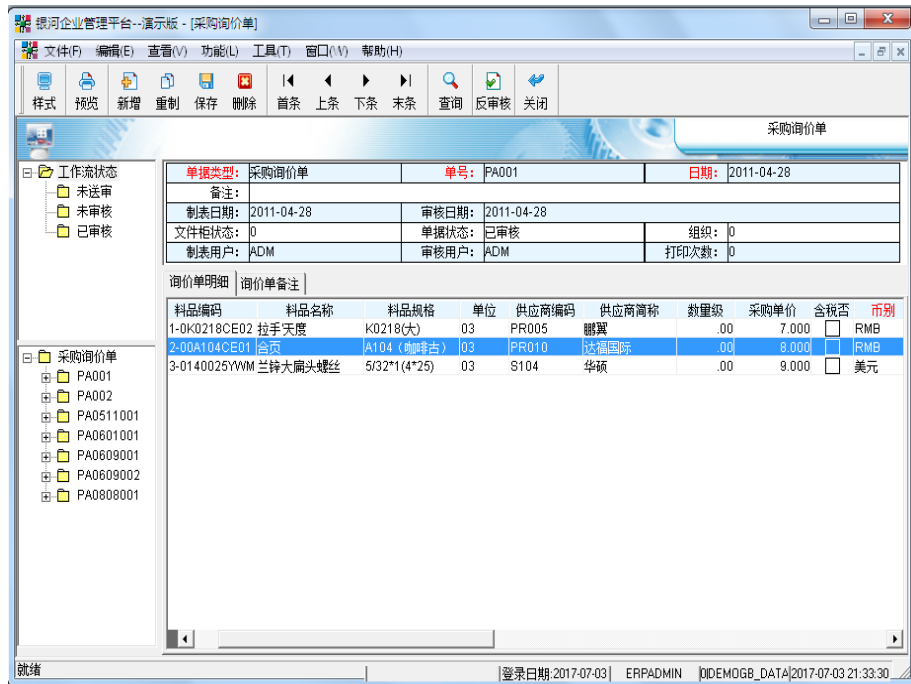 银河企业管理平台--演示版 - [采购询价单]
文件(F) 编辑(E) 查看(V) 功能(L) 工具(T) 窗口(W) 帮助(H)
样式 预览 新增 重制 保存 删除 首条 上条 下条 末条 查询 反审核 关闭
采购询价单
工作流状态
未送审
未审核
已审核
单据类型: 采购询价单 单号: PA001 日期: 2011-04-28
备注:
制表日期: 2011-04-28 审核日期: 2011-04-28
文件柜状态: 0 单据状态: 已审核 组织: 0
制表用户: ADM 审核用户: ADM 打印次数: 0
询价单明细 询价单备注
料品编码 料品名称 料品规格 单位 供应商编码 供应商简称 数量级 采购单价 含税否 币别
1-0K0218CE02 拉手天度 K0218(大) 03 PR005 鹏翼 .00 7.000 RMB
2-00A104CE01 合页 A104（咖啡古） 03 PR010 达福国际 .00 8.000 RMB
3-0140025YWM 兰锌大扁头螺丝 5/32*1(4*25) 03 S104 华硕 .00 9.000 美元
采购询价单
PA001
PA002
PA0511001
PA0601001
PA0609001
PA0609002
PA0808001
就绪 登录日期:2017-07-03 ERPADMIN 0|DEMOGB_DATA 2017-07-03 21:33:30